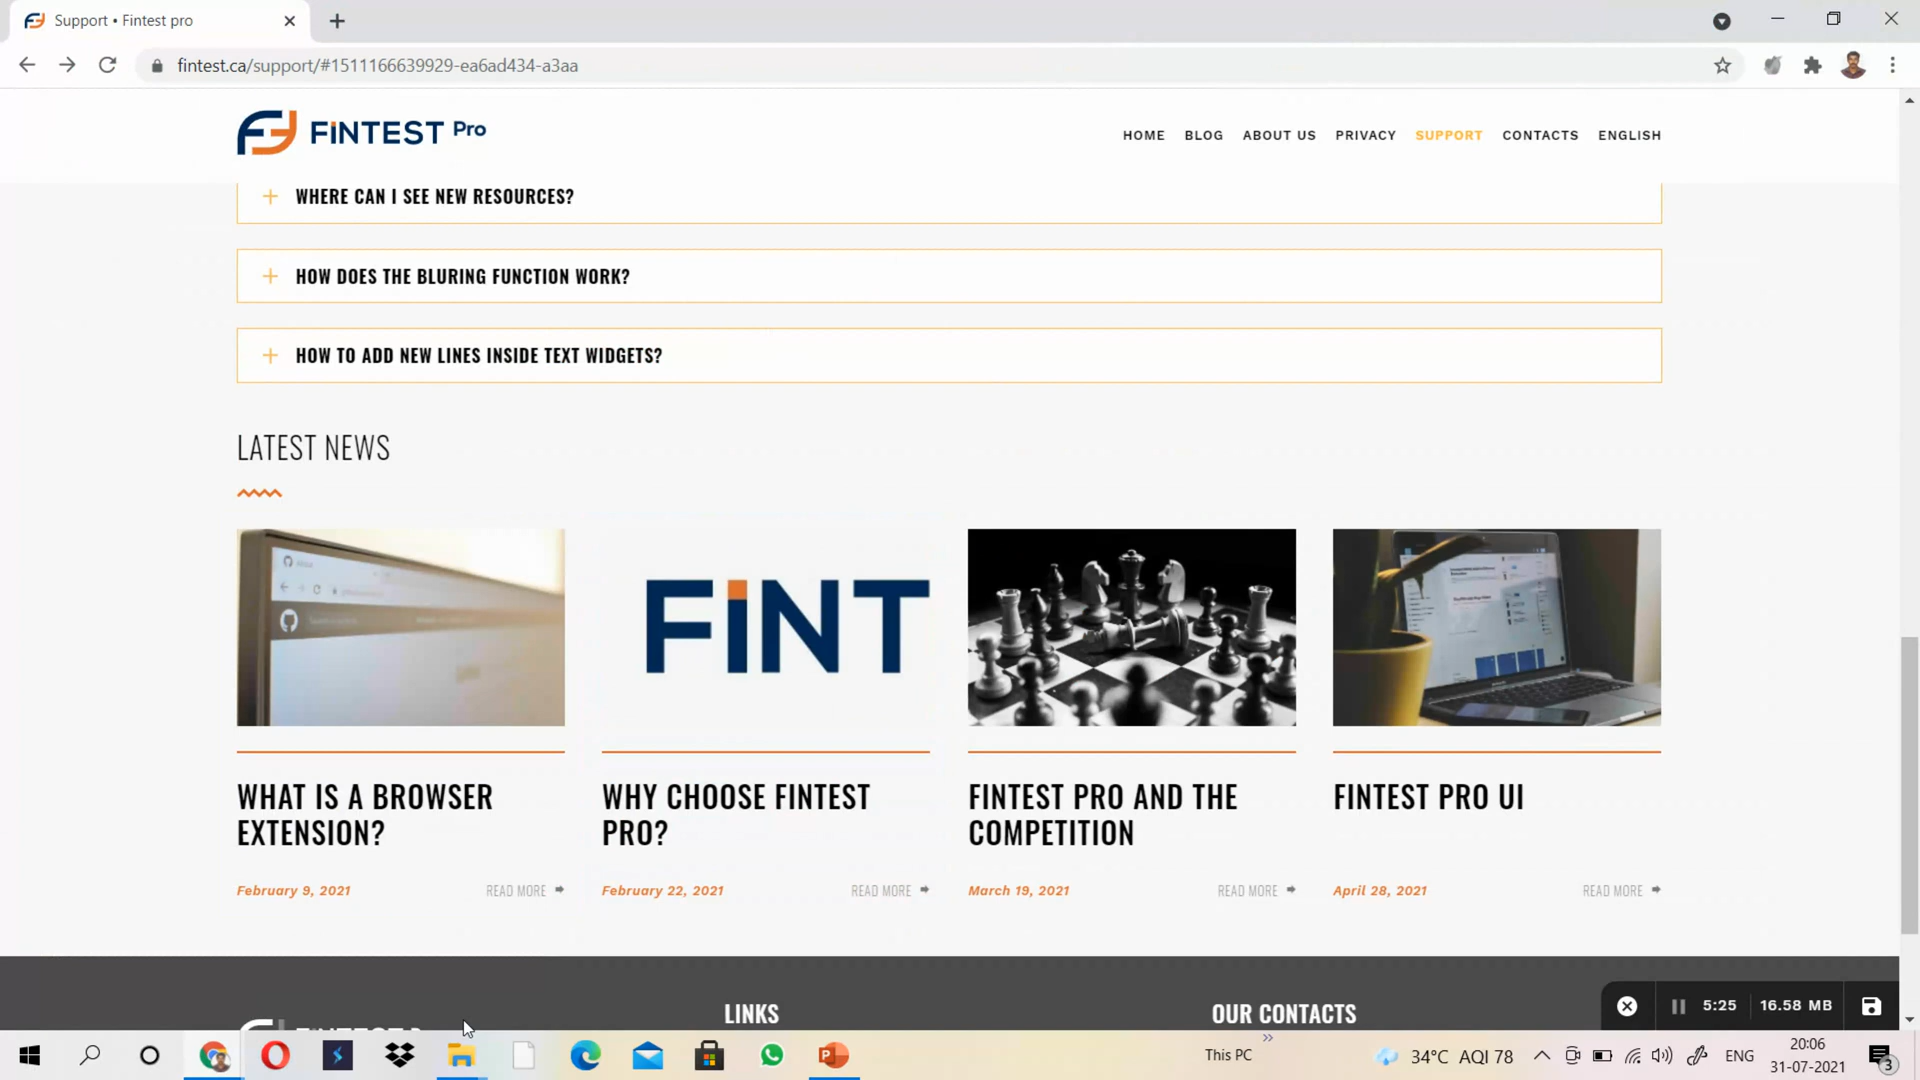 Support • Fintest pro
fintest.ca/support/#1511166639929-ea6ad434-a3aa
FINTEST Pro
HOME BLOG ABOUT US PRIVACY SUPPORT CONTACTS ENGLISH
WHERE CAN I SEE NEW RESOURCES?
HOW DOES THE BLURING FUNCTION WORK?
HOW TO ADD NEW LINES INSIDE TEXT WIDGETS?
LATEST NEWS
FINT
WHAT IS A BROWSER
EXTENSION?
February 9, 2021 READ MORE
WHY CHOOSE FINTEST
PRO?
February 22, 2021 READ MORE
FINTEST PRO AND THE
COMPETITION
March 19, 2021 READ MORE
FINTEST PRO UI
April 28, 2021 READ MORE
LINKS
OUR CONTACTS
5:25 16.58 MB
This PC
34°C AQI 78
ENG
20:06
31-07-2021
3